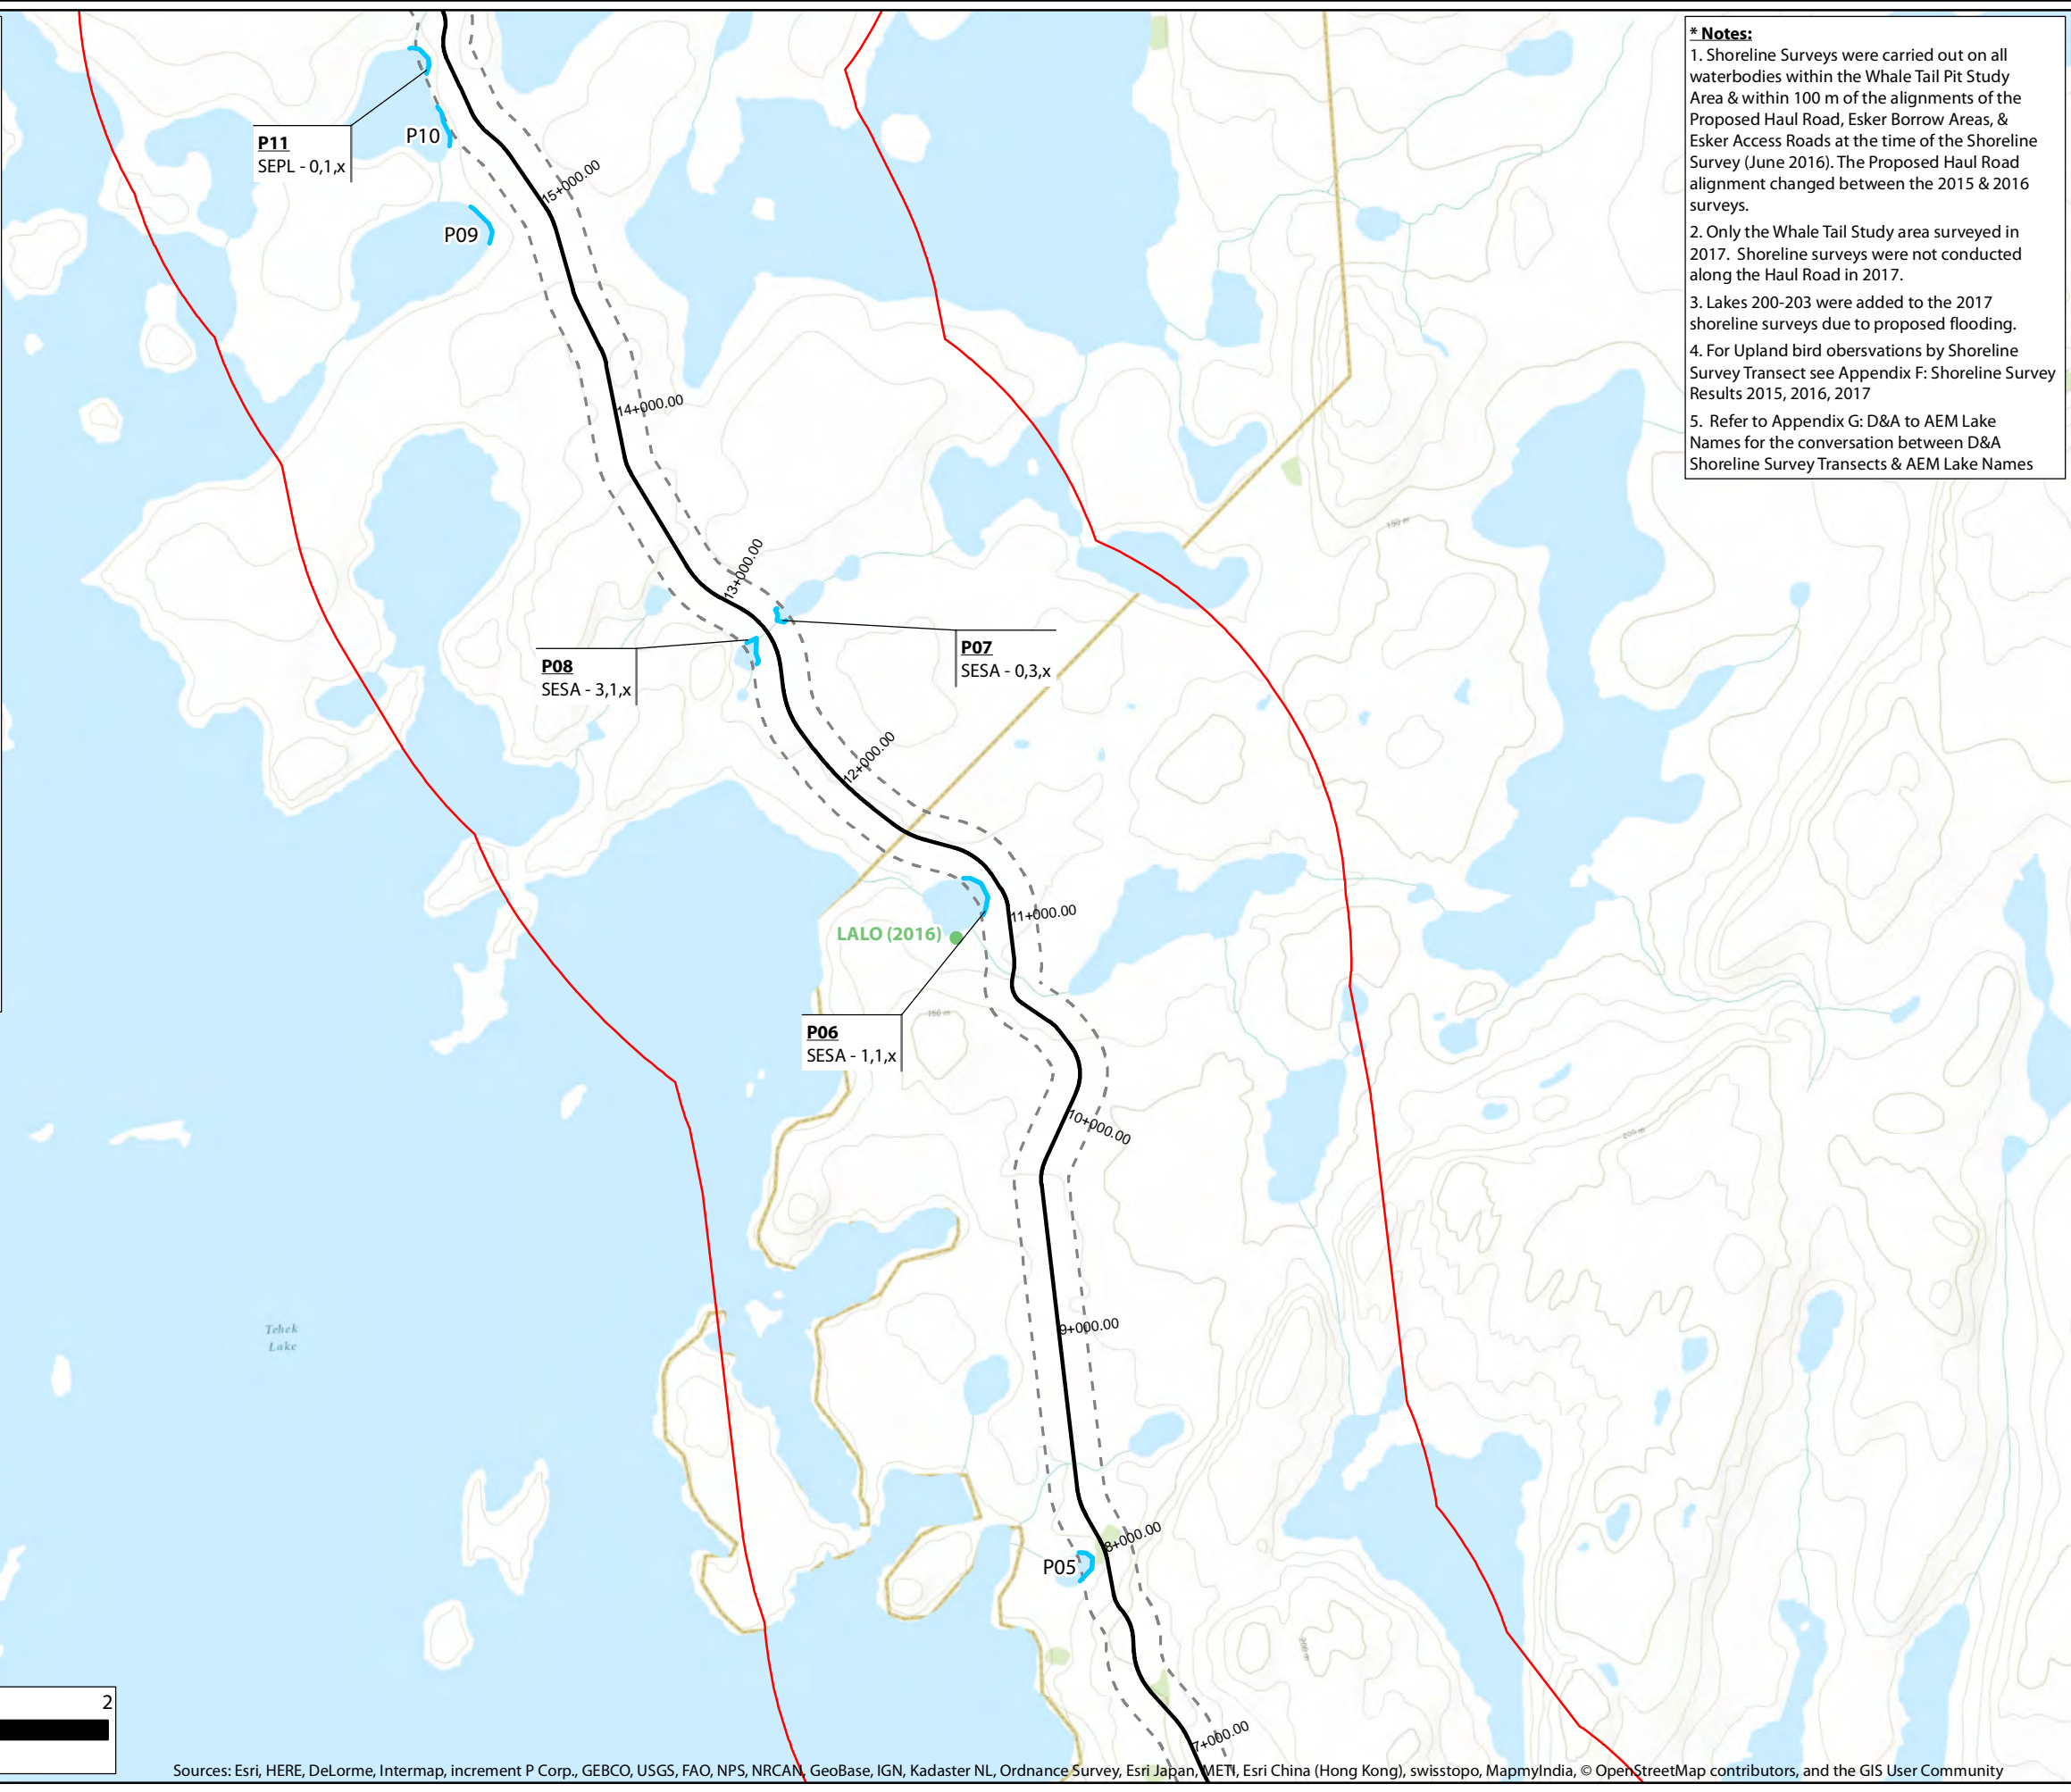 * Notes:
1. Shoreline Surveys were carried out on all
waterbodies within the Whale Tail Pit Study
Area & within 100 m of the alignments of the
Proposed Haul Road, Esker Borrow Areas, &
Esker Access Roads at the time of the Shoreline
Survey (June 2016). The Proposed Haul Road
alignment changed between the 2015 & 2016
surveys.
2. Only the Whale Tail Study area surveyed in
2017. Shoreline surveys were not conducted
along the Haul Road in 2017.
3. Lakes 200-203 were added to the 2017
shoreline surveys due to proposed flooding.
4. For Upland bird obersvations by Shoreline
Survey Transect see Appendix F: Shoreline Survey
Results 2015, 2016, 2017
5. Refer to Appendix G: D&A to AEM Lake
Names for the conversation between D&A
Shoreline Survey Transects & AEM Lake Names
P11
SEPL - 0,1,x
P10
15+000.00
P09
14+000.00
150 m
13+000.00
P07
SESA - 0,3,x
P08
SESA - 3,1,x
12+000.00
11+000.00
LALO (2016)
160 m
P06
SESA - 1,1,x
10+000.00
200 m
Tehek
Lake
9+000.00
8+000.00
P05
200 m
7+000.00
2
Sources: Esri, HERE, DeLorme, Intermap, increment P Corp., GEBCO, USGS, FAO, NPS, NRCAN, GeoBase, IGN, Kadaster NL, Ordnance Survey, Esri Japan, METI, Esri China (Hong Kong), swisstopo, MapmyIndia, © OpenStreetMap contributors, and the GIS User Community